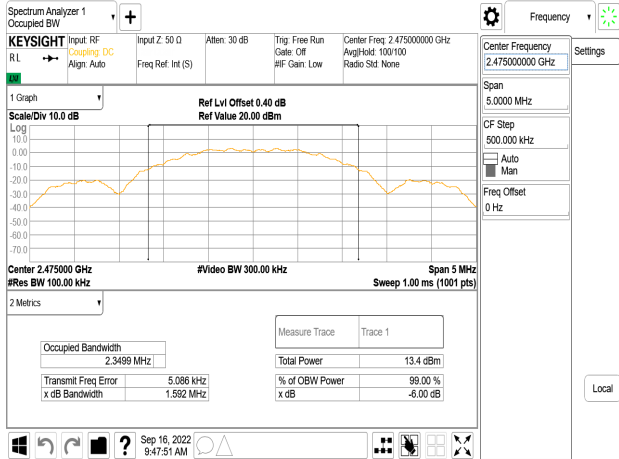 Spectrum Analyzer 1
Occupied BW
Frequency
KEYSIGHT
Input: RF
Input Z: 50 Ω
Atten: 30 dB
Trig: Free Run
Center Freq: 2.475000000 GHz
RL
Coupling: DC
Gate: Off
Avg|Hold: 100/100
Align: Auto
Freq Ref: Int (S)
#IF Gain: Low
Radio Std: None
LXI
Center Frequency
2.475000000 GHz
Settings
Span
5.0000 MHz
CF Step
500.000 kHz
Auto
Man
Freq Offset
0 Hz
Local
1 Graph
Ref Lvl Offset 0.40 dB
Scale/Div 10.0 dB
Ref Value 20.00 dBm
Log
10.0
0.00
-10.0
-20.0
-30.0
-40.0
-50.0
-60.0
-70.0
Center 2.475000 GHz
#Video BW 300.00 kHz
Span 5 MHz
#Res BW 100.00 kHz
Sweep 1.00 ms (1001 pts)
2 Metrics
Measure Trace
Trace 1
Occupied Bandwidth
2.3499 MHz
Total Power
13.4 dBm
Transmit Freq Error
5.086 kHz
% of OBW Power
99.00 %
x dB Bandwidth
1.592 MHz
x dB
-6.00 dB
?
Sep 16, 2022
9:47:51 AM